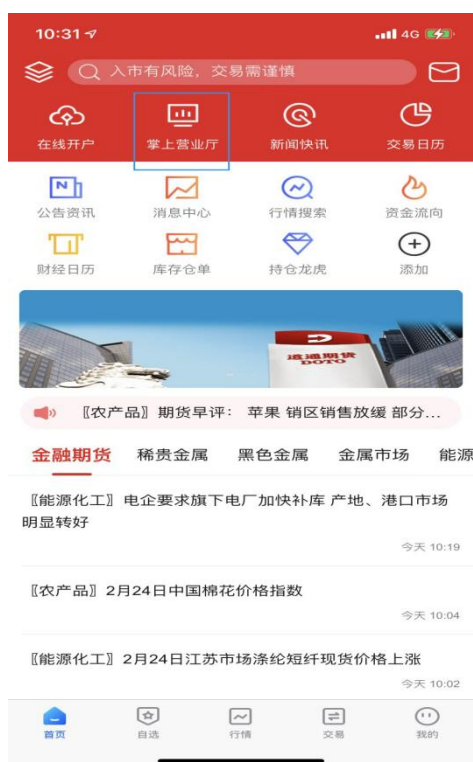 10:31
4G
入市有风险，交易需谨慎
在线开户 掌上营业厅 新闻快讯 交易日历
公告资讯 消息中心 行情搜索 资金流向
财经日历 库存仓单 持仓龙虎 添加
道通期货
DOTO
〖农产品〗期货早评： 苹果 销区销售放缓 部分...
金融期货 稀贵金属 黑色金属 金属市场 能源
〖能源化工〗电企要求旗下电厂加快补库 产地、港口市场
明显转好
今天 10:19
〖农产品〗2月24日中国棉花价格指数
今天 10:04
〖能源化工〗2月24日江苏市场涤纶短纤现货价格上涨
今天 10:02
首页 自选 行情 交易 我的